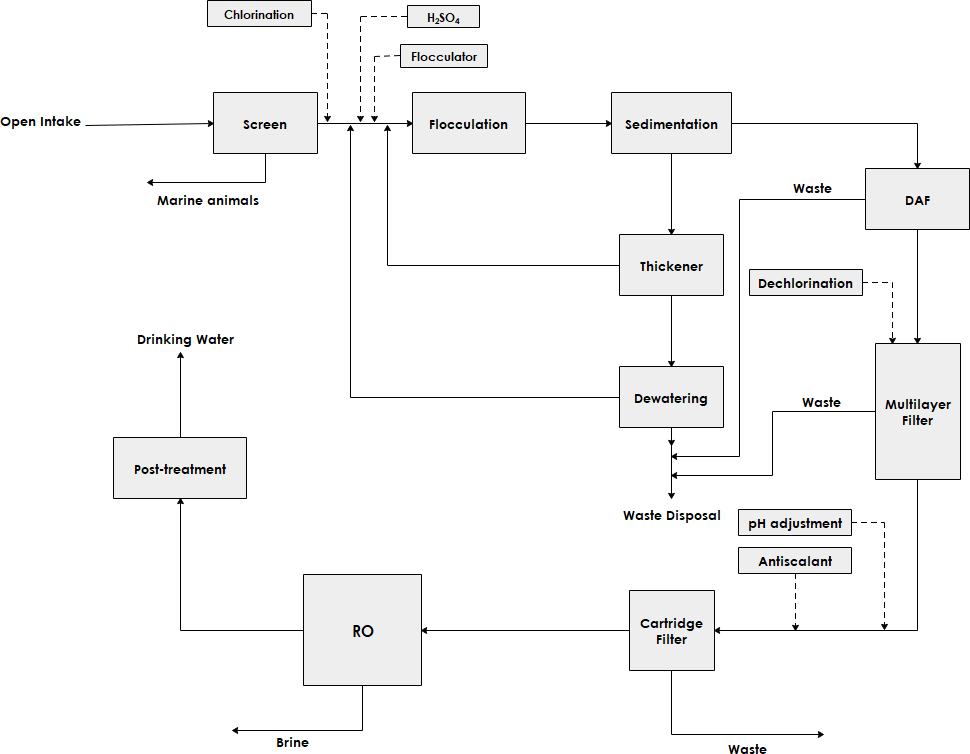 Chlorination
H₂SO₄
Flocculator
Open Intake
Screen
Flocculation
Sedimentation
Marine animals
Waste
DAF
Thickener
Dechlorination
Drinking Water
Dewatering
Waste
Multilayer
Filter
Post-treatment
Waste Disposal
pH adjustment
Antiscalant
RO
Cartridge
Filter
Brine
Waste